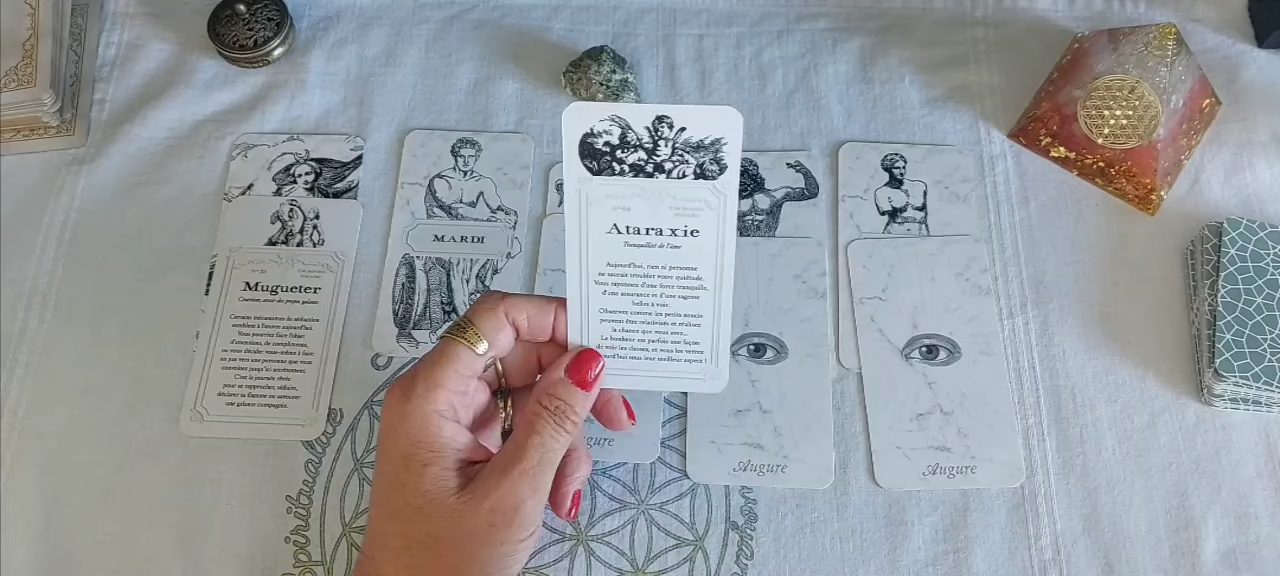 Mugueter
Courtiser, avoir des propos galants
Certains mécanismes de séduction
semblent à l'œuvre aujourd'hui.
Vous pourriez faire l'objet
d'attentions, de compliments,
ou vous décider vous-même à faire
un pas vers une personne que vous
convoitez jusqu'ici secrètement.
C'est la journée rêvée
pour se rapprocher, séduire,
déclarer sa flamme ou savourer
une galante compagnie.
MARDI
Ataraxie
Tranquillité de l'âme
Aujourd'hui, rien ni personne
ne saurait troubler votre quiétude.
Vous rayonnez d'une force tranquille,
d'une assurance et d'une sagesse
belles à voir.
Observez comme les petits soucis
peuvent être relativisés et réalisez
la chance que vous avez...
Le bonheur est parfois une façon
de voir les choses, et vous les verrez
jourd'hui sous leur meilleur aspect !
gure
Augure
Augure
spiritualité